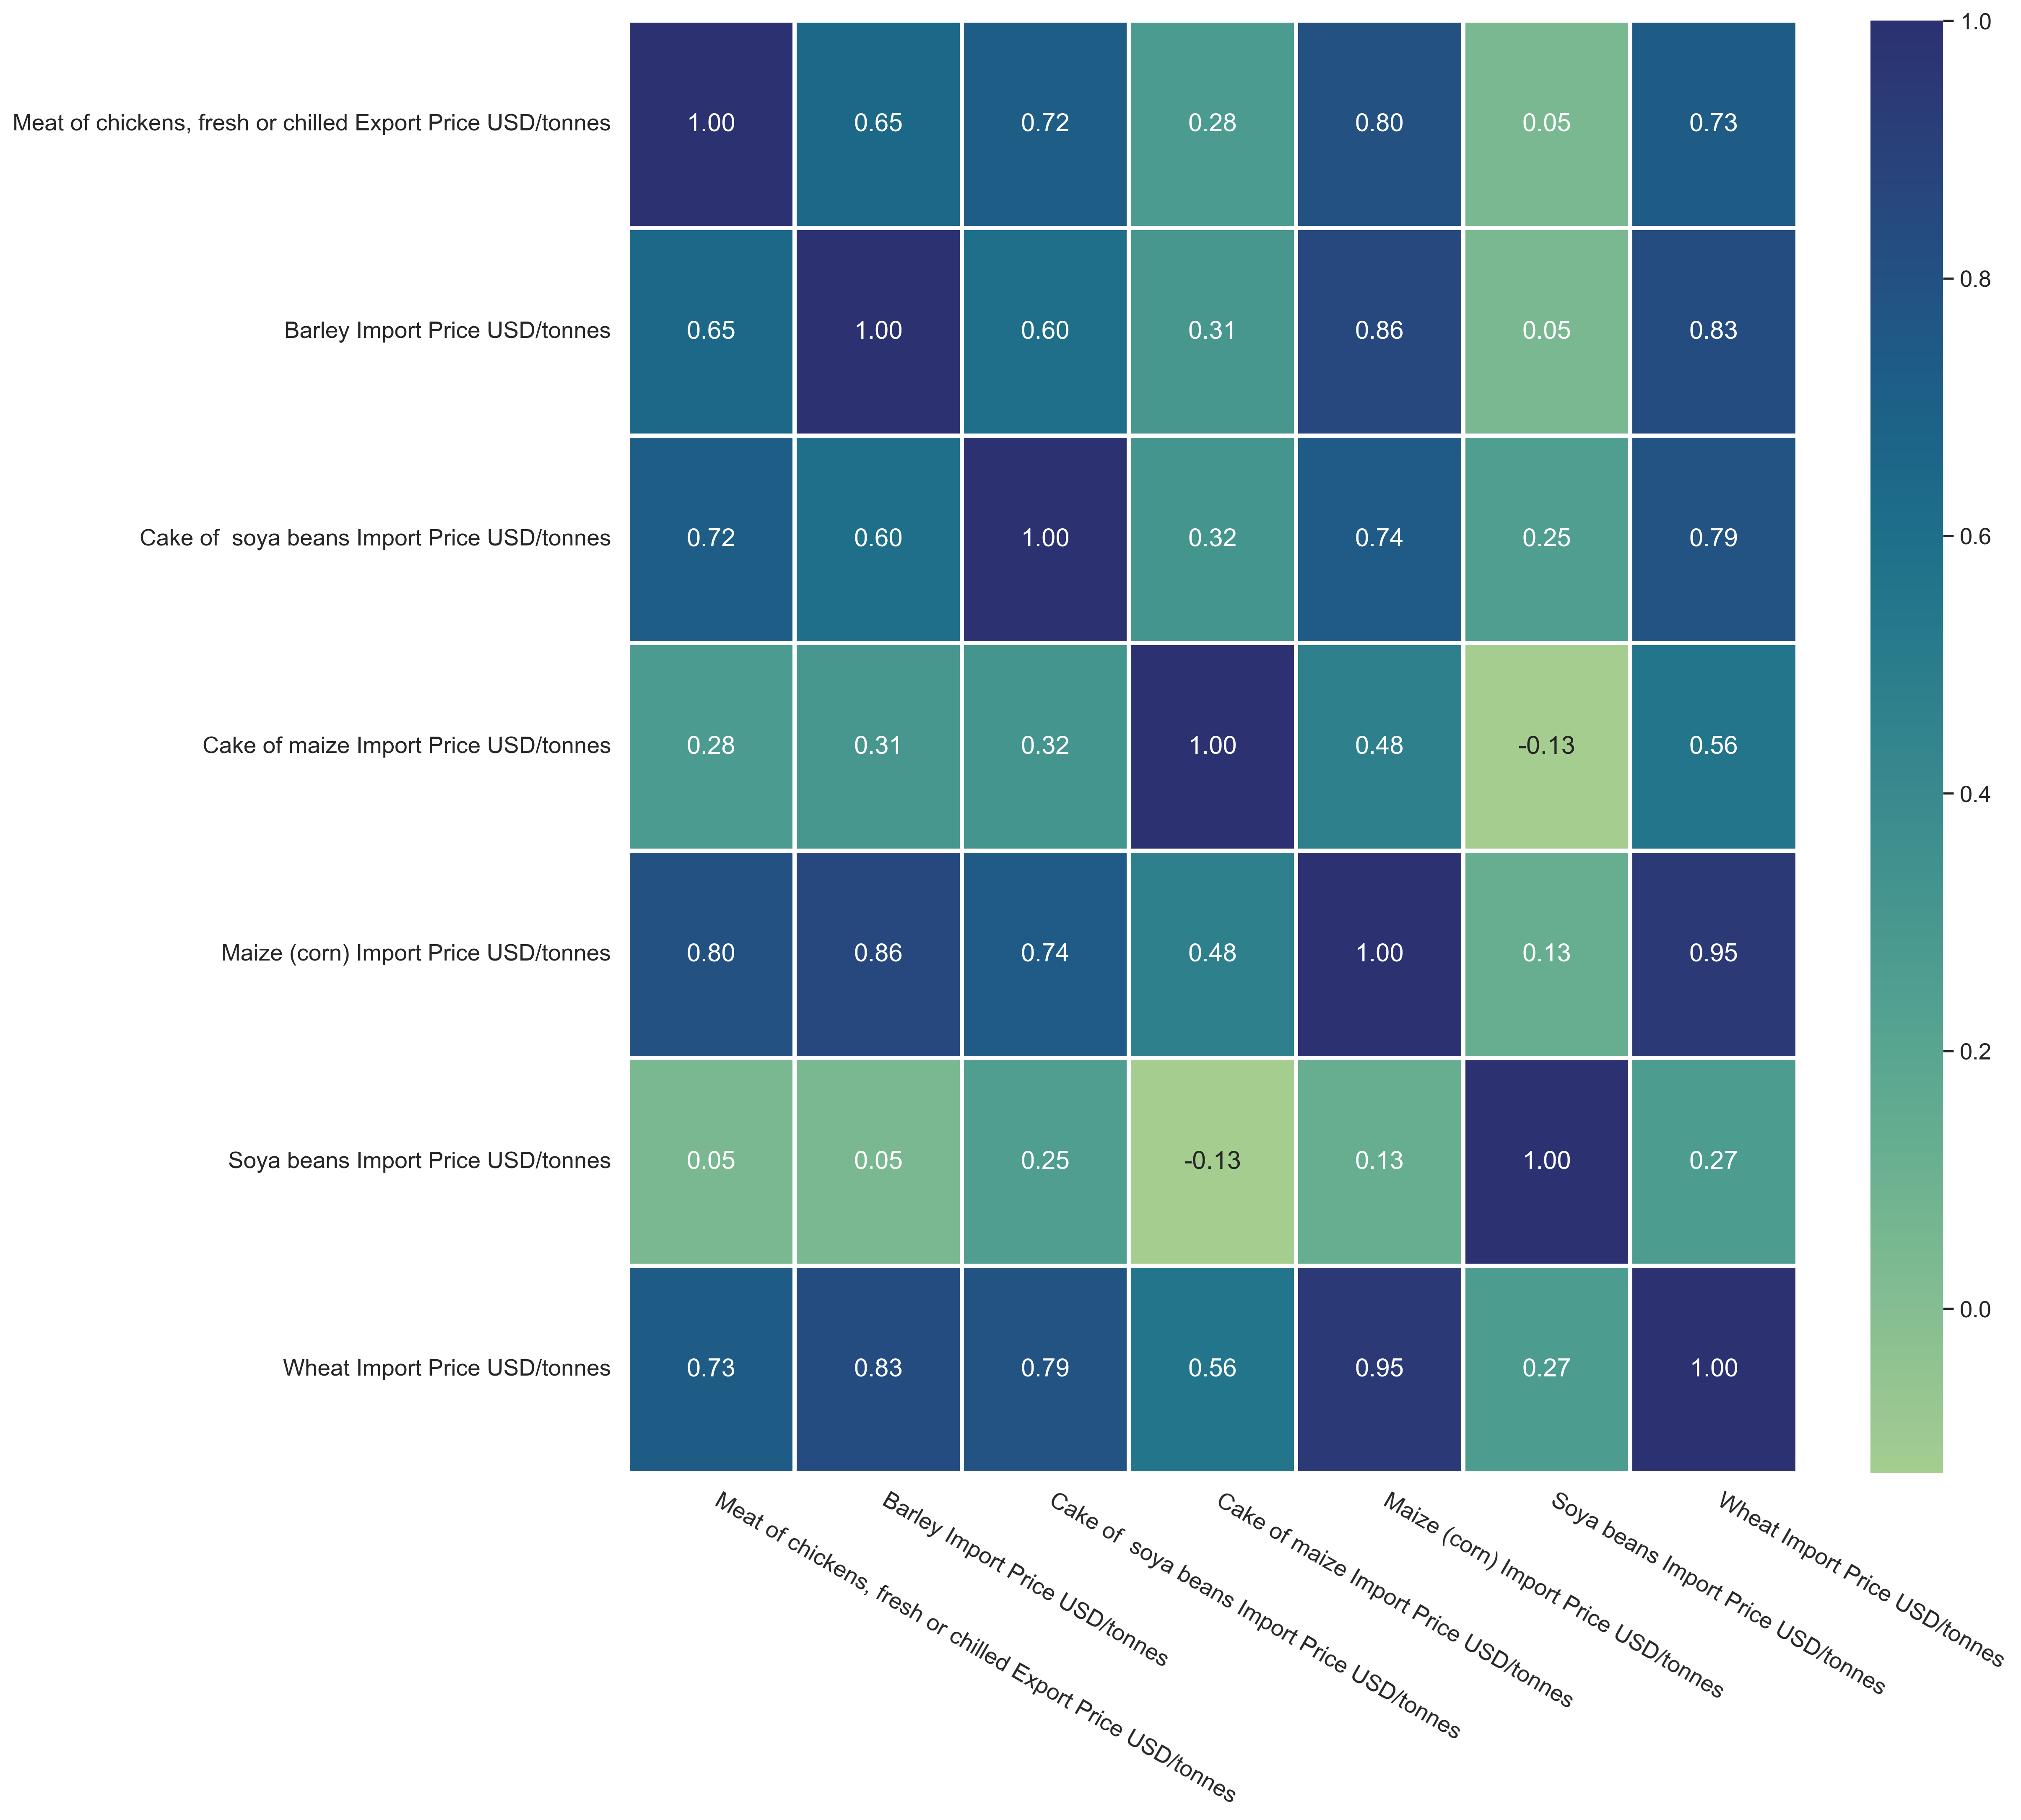 Meat of chickens, fresh or chilled Export Price USD/tonnes 1.00 0.65 0.72 0.28 0.80 0.05 0.73
Barley Import Price USD/tonnes 0.65 1.00 0.60 0.31 0.86 0.05 0.83
Cake of  soya beans Import Price USD/tonnes 0.72 0.60 1.00 0.32 0.74 0.25 0.79
Cake of maize Import Price USD/tonnes 0.28 0.31 0.32 1.00 0.48 -0.13 0.56
Maize (corn) Import Price USD/tonnes 0.80 0.86 0.74 0.48 1.00 0.13 0.95
Soya beans Import Price USD/tonnes 0.05 0.05 0.25 -0.13 0.13 1.00 0.27
Wheat Import Price USD/tonnes 0.73 0.83 0.79 0.56 0.95 0.27 1.00
Meat of chickens, fresh or chilled Export Price USD/tonnes
Barley Import Price USD/tonnes
Cake of  soya beans Import Price USD/tonnes
Cake of maize Import Price USD/tonnes
Maize (corn) Import Price USD/tonnes
Soya beans Import Price USD/tonnes
Wheat Import Price USD/tonnes
1.0
0.8
0.6
0.4
0.2
0.0